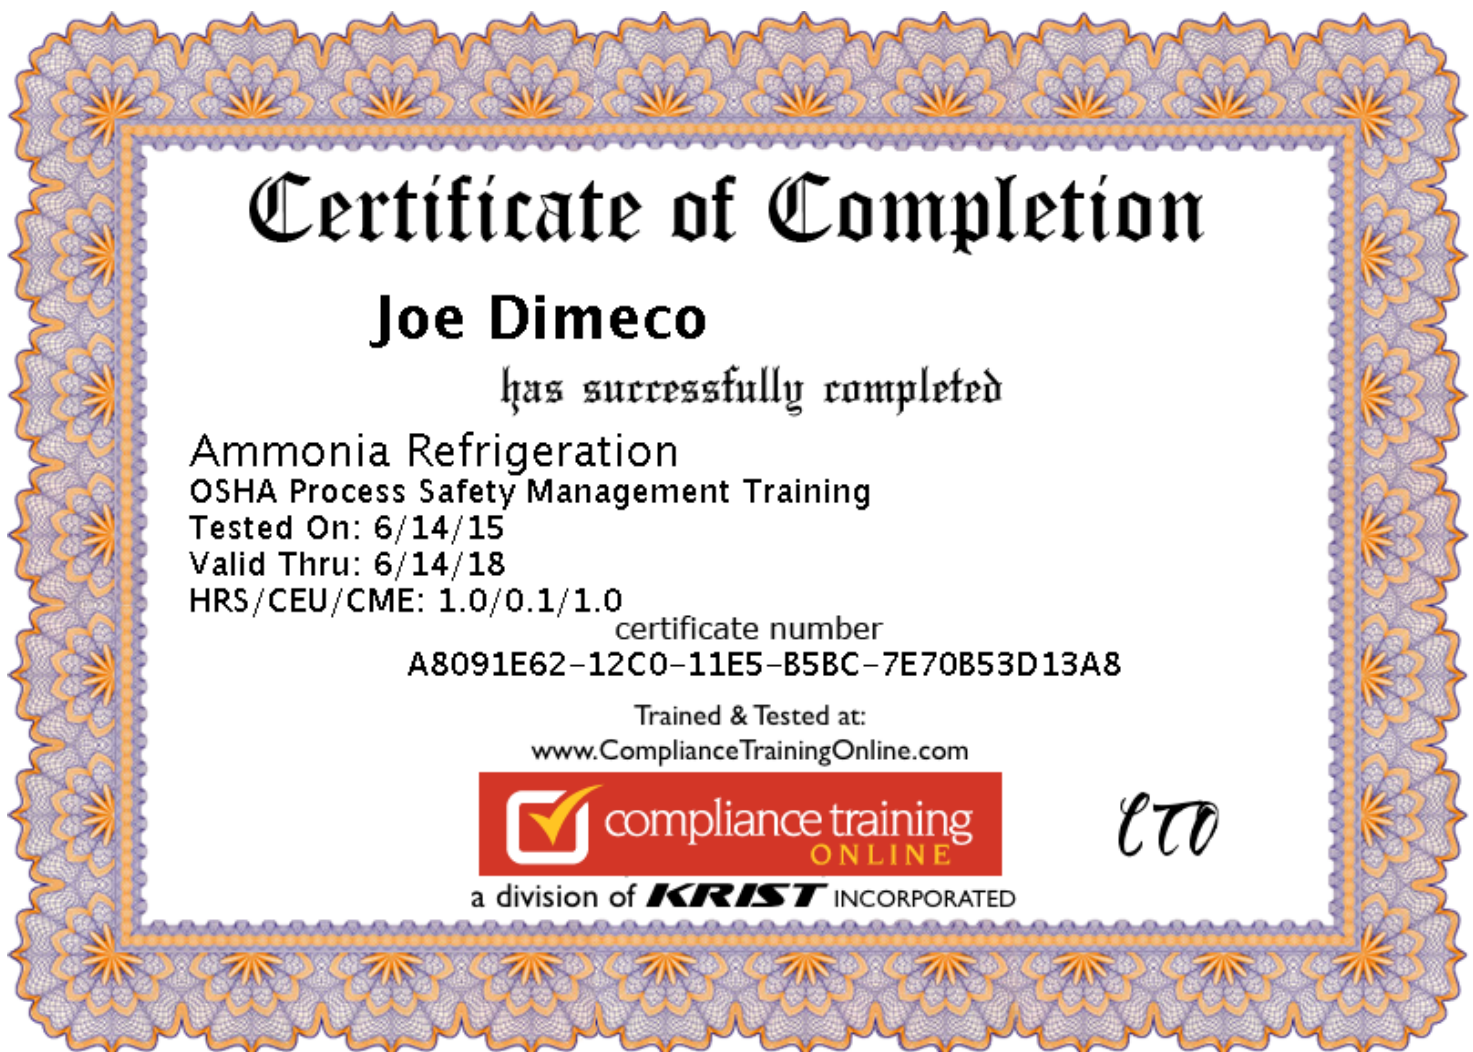 Certificate of Completion
Joe Dimeco
has successfully completed
Ammonia Refrigeration
OSHA Process Safety Management Training
Tested On: 6/14/15
Valid Thru: 6/14/18
HRS/CEU/CME: 1.0/0.1/1.0
certificate number
A8091E62-12C0-11E5-B5BC-7E70B53D13A8
Trained & Tested at:
www.ComplianceTrainingOnline.com
compliance training
ONLINE
CTO
a division of KRIST INCORPORATED